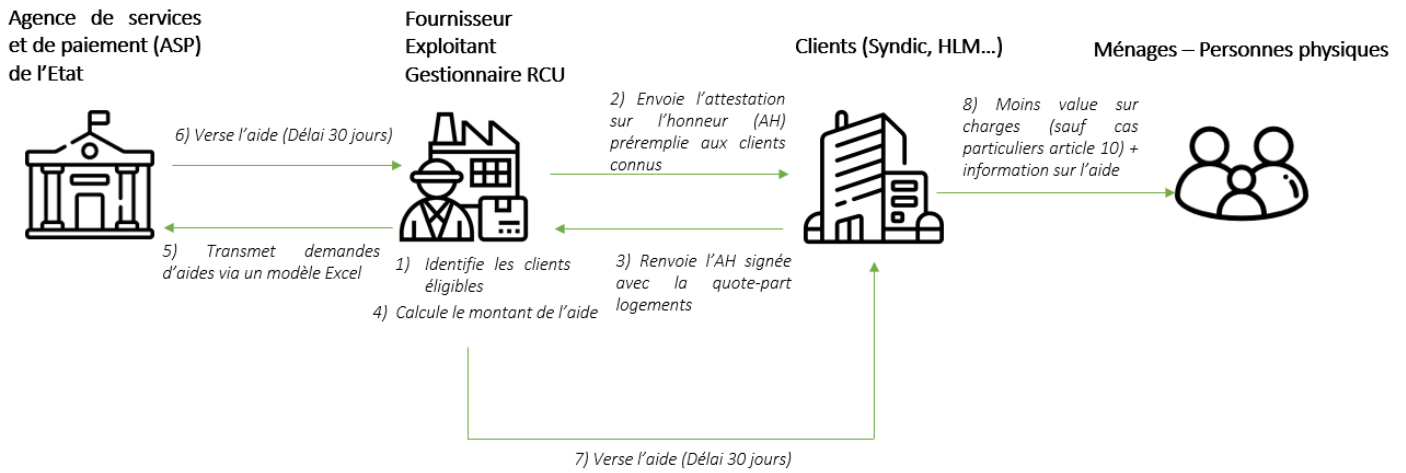 Agence de services
et de paiement (ASP)
de l’Etat
Fournisseur
Exploitant
Gestionnaire RCU
Clients (Syndic, HLM…)
Ménages – Personnes physiques
6) Verse l’aide (Délai 30 jours)
2) Envoie l’attestation
sur l’honneur (AH)
préremplie aux clients
connus
8) Moins value sur
charges (sauf cas
particuliers article 10) +
information sur l’aide
5) Transmet demandes
d’aides via un modèle Excel
1) Identifie les clients
éligibles
4) Calcule le montant de l’aide
3) Renvoie l’AH signée
avec la quote-part
logements
7) Verse l’aide (Délai 30 jours)